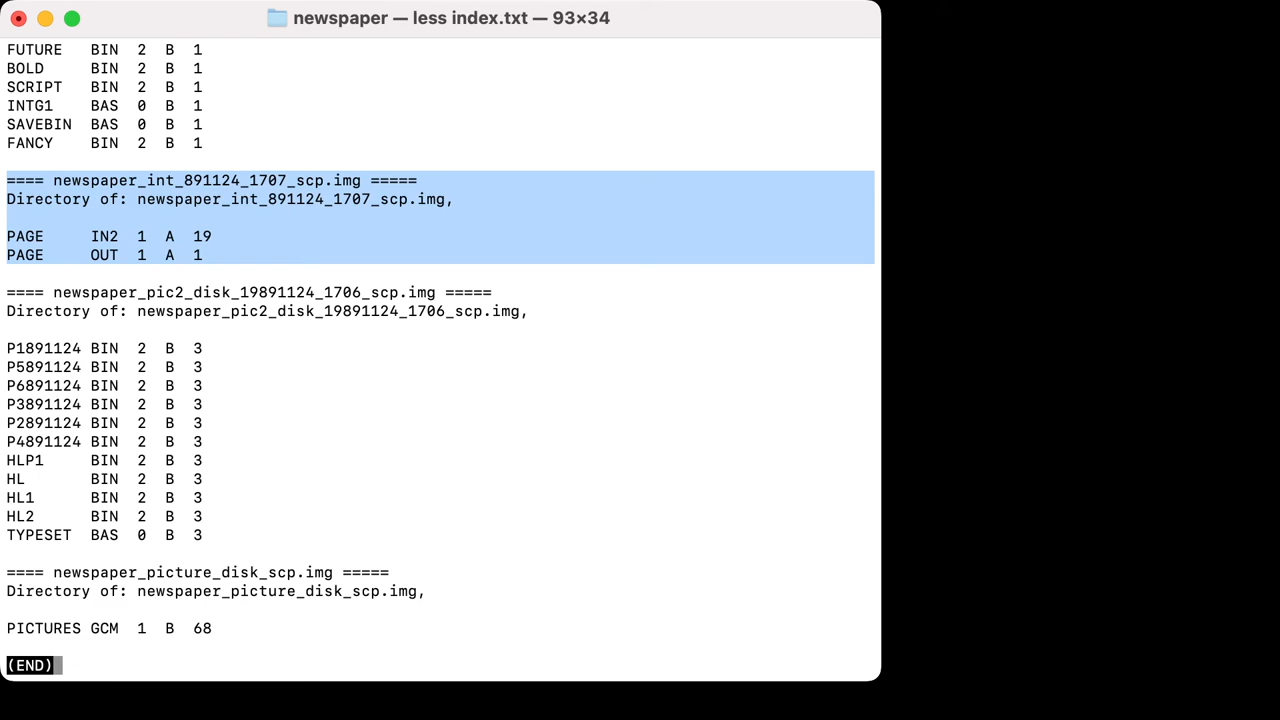 newspaper — less index.txt — 93×34
FUTURE   BIN  2  B  1
BOLD     BIN  2  B  1
SCRIPT   BIN  2  B  1
INTG1    BAS  0  B  1
SAVEBIN  BAS  0  B  1
FANCY    BIN  2  B  1
==== newspaper_int_891124_1707_scp.img =====
Directory of: newspaper_int_891124_1707_scp.img,
PAGE     IN2  1  A  19
PAGE     OUT  1  A  1
==== newspaper_pic2_disk_19891124_1706_scp.img =====
Directory of: newspaper_pic2_disk_19891124_1706_scp.img,
P1891124 BIN  2  B  3
P5891124 BIN  2  B  3
P6891124 BIN  2  B  3
P3891124 BIN  2  B  3
P2891124 BIN  2  B  3
P4891124 BIN  2  B  3
HLP1     BIN  2  B  3
HL       BIN  2  B  3
HL1      BIN  2  B  3
HL2      BIN  2  B  3
TYPESET  BAS  0  B  3
==== newspaper_picture_disk_scp.img =====
Directory of: newspaper_picture_disk_scp.img,
PICTURES GCM  1  B  68
(END)